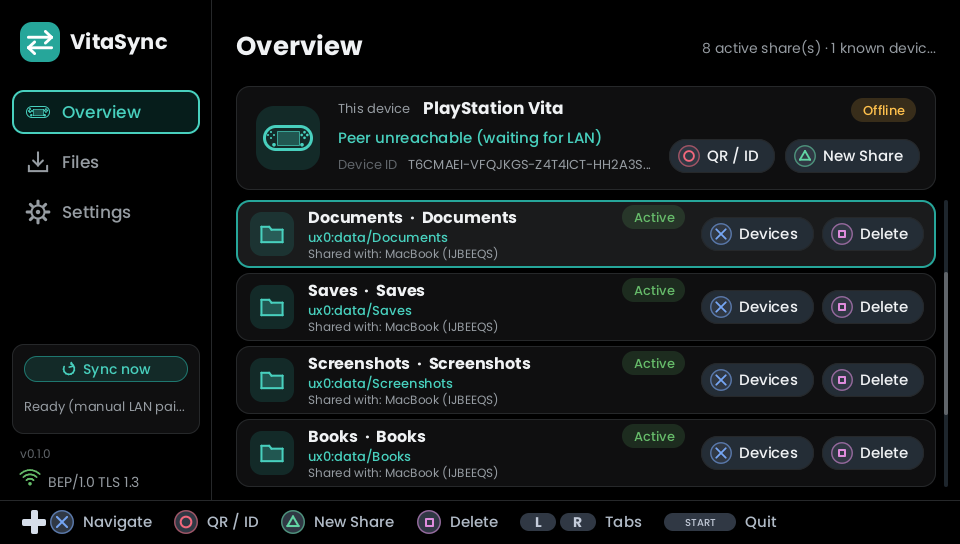 VitaSync
Overview
Files
Settings
Sync now
Ready (manual LAN pai...
v0.1.0
BEP/1.0 TLS 1.3
Overview
8 active share(s) · 1 known devic...
This device PlayStation Vita
Offline
Peer unreachable (waiting for LAN)
Device ID T6CMAEI-VFQJKGS-Z4T4ICT-HH2A3S...
QR / ID
New Share
Documents · Documents
Active
ux0:data/Documents
Shared with: MacBook (IJBEEQS)
Devices
Delete
Saves · Saves
Active
ux0:data/Saves
Shared with: MacBook (IJBEEQS)
Devices
Delete
Screenshots · Screenshots
Active
ux0:data/Screenshots
Shared with: MacBook (IJBEEQS)
Devices
Delete
Books · Books
Active
ux0:data/Books
Shared with: MacBook (IJBEEQS)
Devices
Delete
Navigate QR / ID New Share Delete L R Tabs START Quit